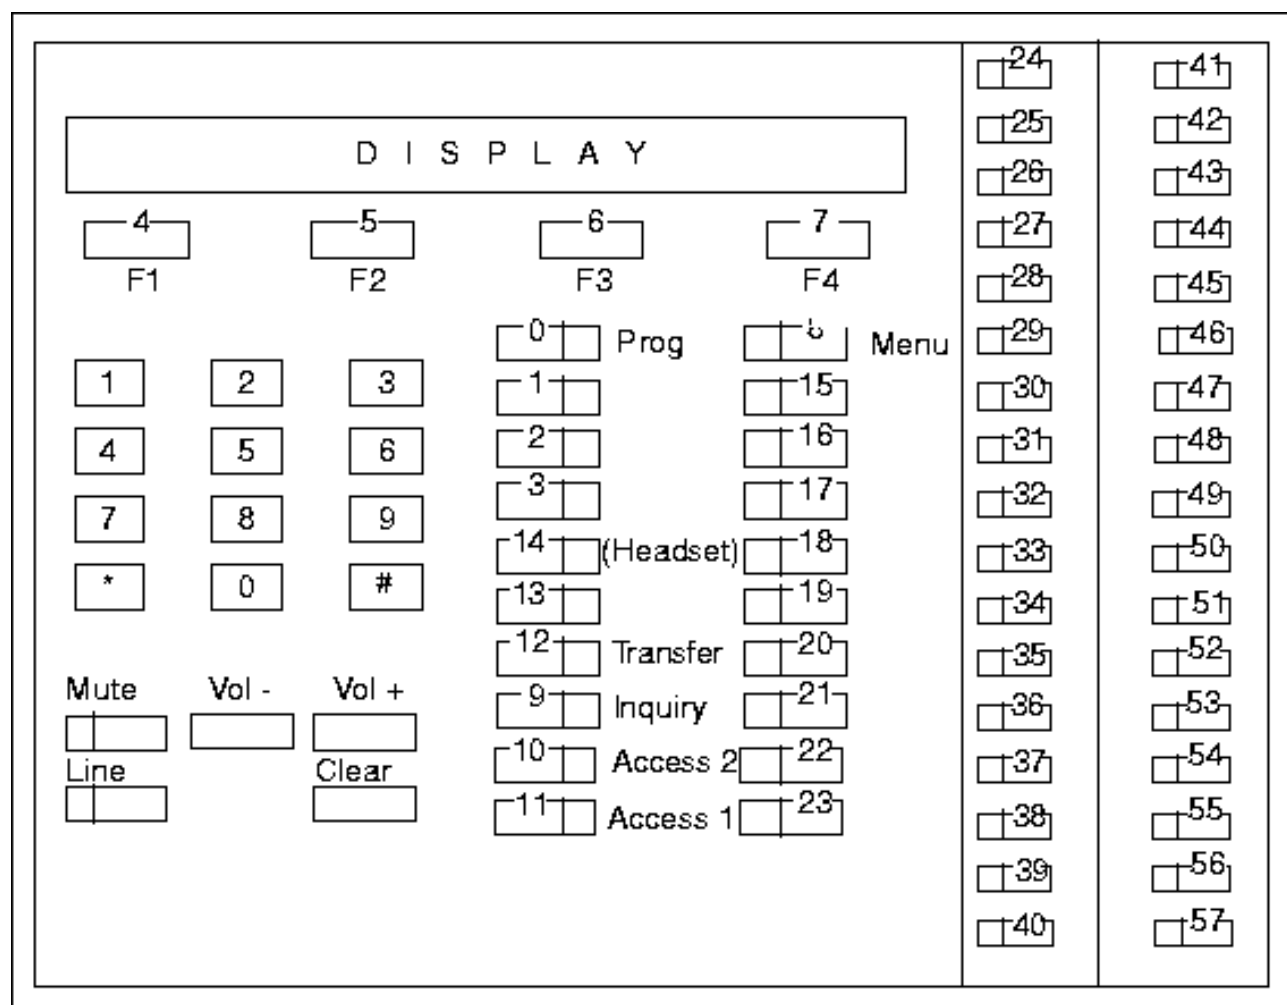 DISPLAY
4 5 6 7
F1 F2 F3 F4
0 Prog 8 Menu
1 15
2 16
3 17
14 (Headset) 18
13 19
12 Transfer 20
9 Inquiry 21
10 Access 2 22
11 Access 1 23
1 2 3
4 5 6
7 8 9
* 0 #
Mute Vol - Vol +
Line Clear
24 41
25 42
26 43
27 44
28 45
29 46
30 47
31 48
32 49
33 50
34 51
35 52
36 53
37 54
38 55
39 56
40 57